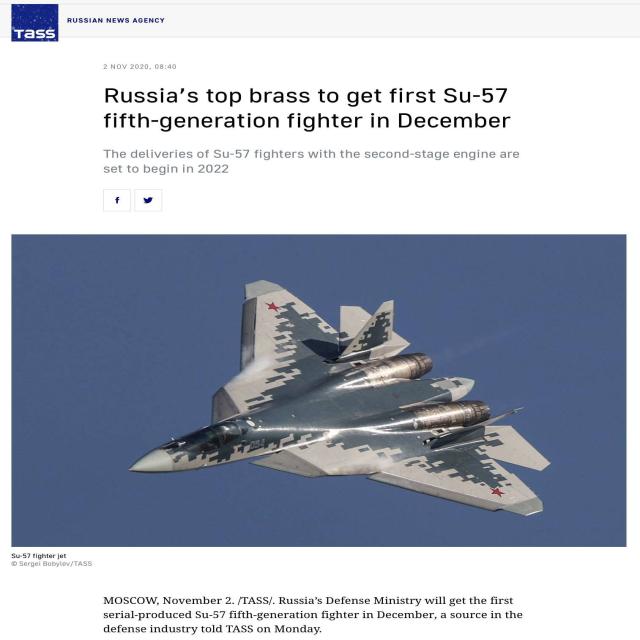 TASS
RUSSIAN NEWS AGENCY
2 NOV 2020, 08:40
Russia's top brass to get first Su-57
fifth-generation fighter in December
The deliveries of Su-57 fighters with the second-stage engine are
set to begin in 2022
Su-57 fighter jet
© Sergei Bobylev/TASS
MOSCOW, November 2. /TASS/. Russia's Defense Ministry will get the first
serial-produced Su-57 fifth-generation fighter in December, a source in the
defense industry told TASS on Monday.